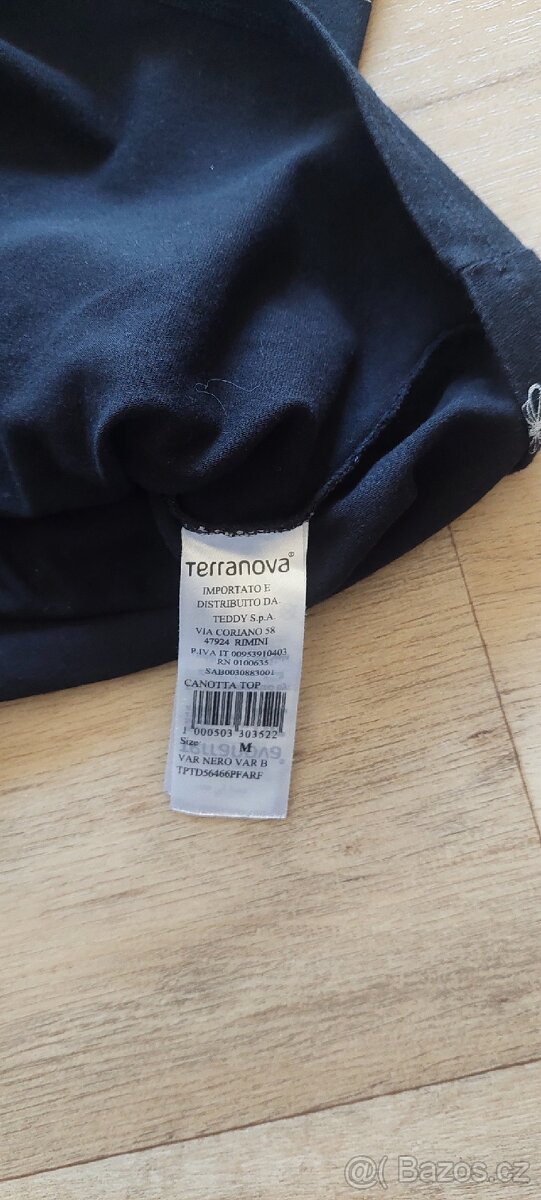 Terranova®
IMPORTATO E
DISTRIBUITO DA
TEDDY S.p.A.
VIA CORIANO 58
47924 RIMINI
P.IVA IT 00953910403
RN 0100635
SAB0030883001
CANOTTA TOP
1 000503 303522
Size: M
VAR NERO VAR B
TPTD56466PFARF
@( Bazos.cz